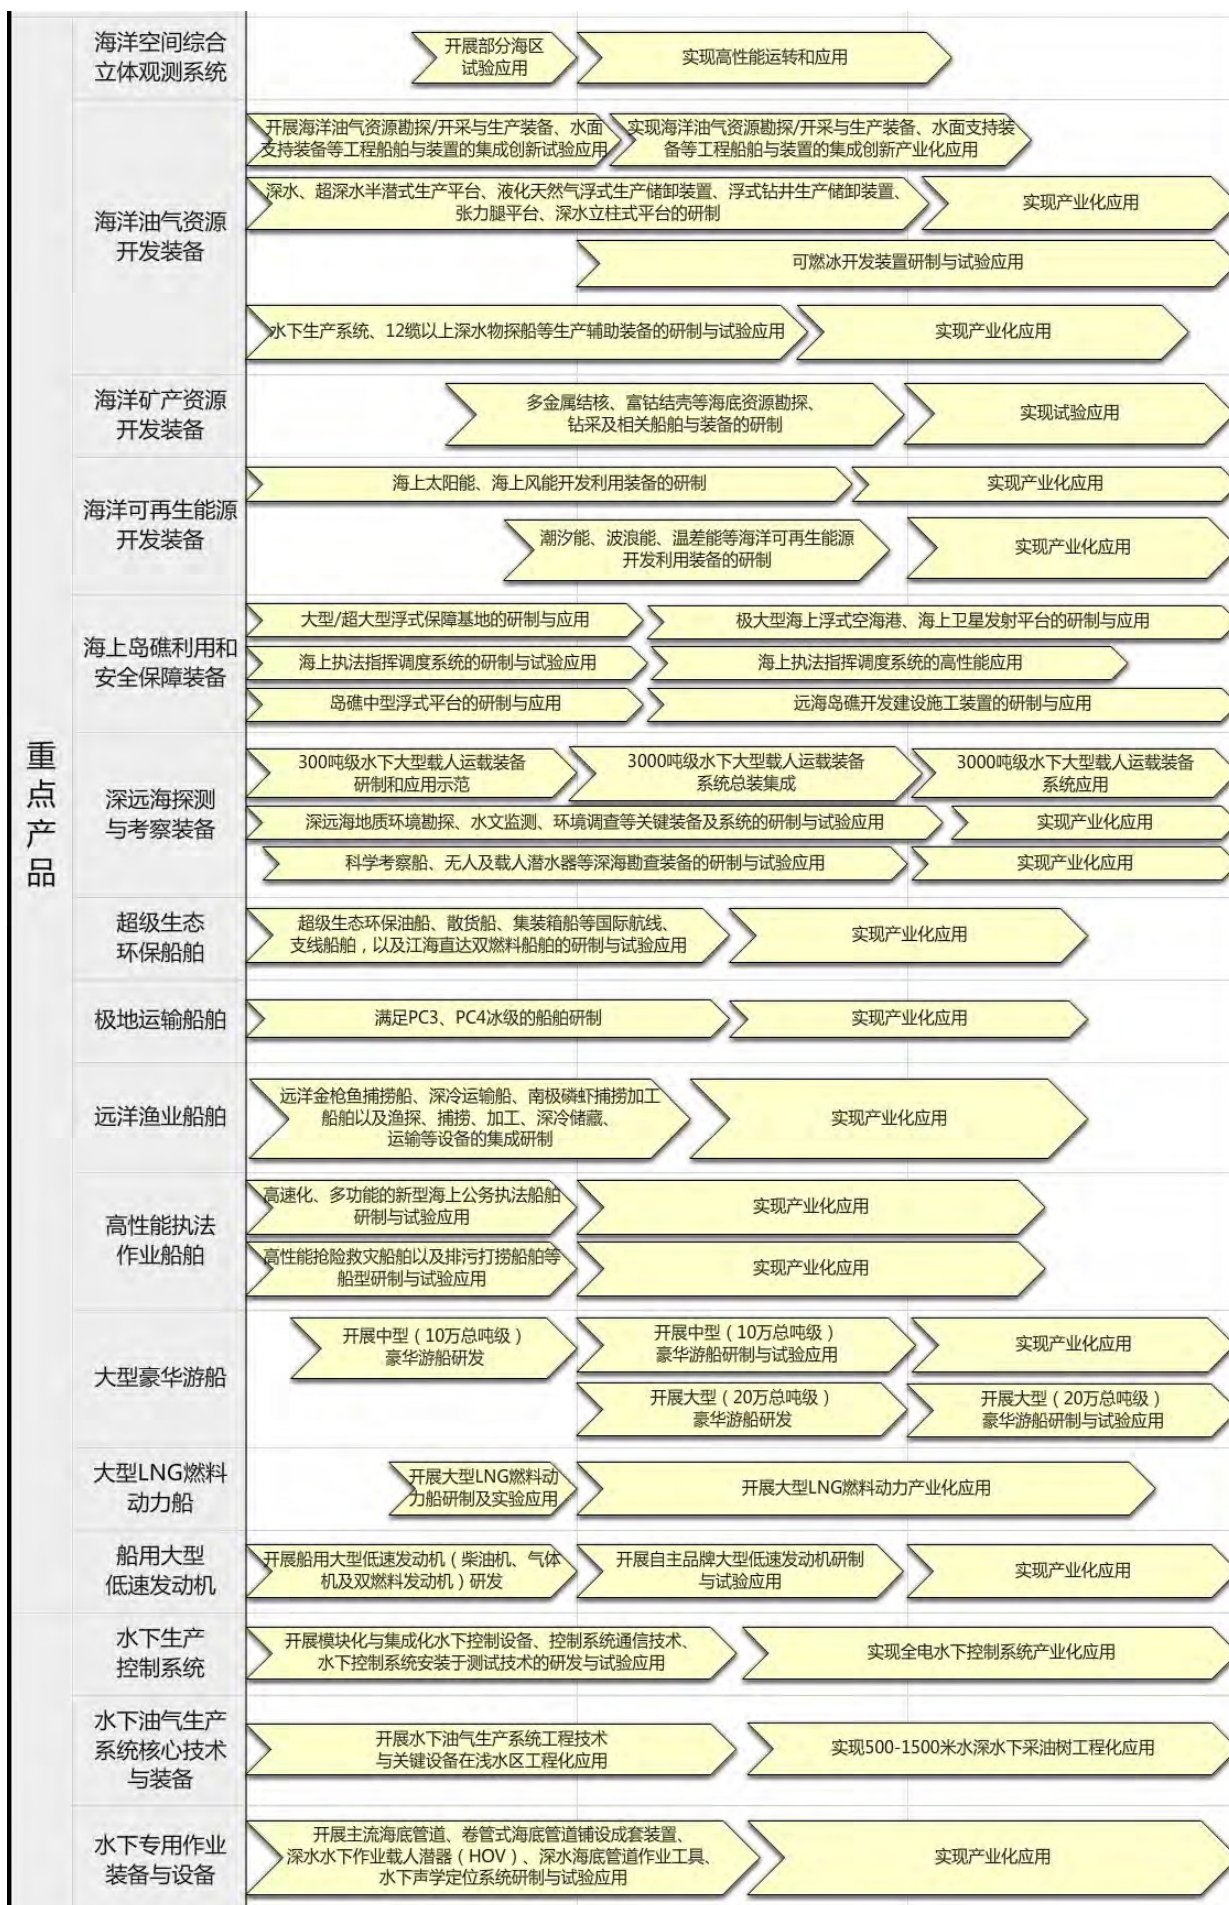 重
点
产
品
海洋空间综合
立体观测系统
开展部分海区
试验应用
实现高性能运转和应用
海洋油气资源
开发装备
开展海洋油气资源勘探/开采与生产装备、水面
支持装备等工程船舶与装置的集成创新试验应用
实现海洋油气资源勘探/开采与生产装备、水面支持装
备等工程船舶与装置的集成创新产业化应用
深水、超深水半潜式生产平台、液化天然气浮式生产储卸装置、浮式钻井生产储卸装置、
张力腿平台、深水立柱式平台的研制
实现产业化应用
可燃冰开发装置研制与试验应用
水下生产系统、12缆以上深水物探船等生产辅助装备的研制与试验应用
实现产业化应用
海洋矿产资源
开发装备
多金属结核、富钴结壳等海底资源勘探、
钻采及相关船舶与装备的研制
实现试验应用
海洋可再生能源
开发装备
海上太阳能、海上风能开发利用装备的研制
实现产业化应用
潮汐能、波浪能、温差能等海洋可再生能源
开发利用装备的研制
实现产业化应用
海上岛礁利用和
安全保障装备
大型/超大型浮式保障基地的研制与应用
极大型海上浮式空海港、海上卫星发射平台的研制与应用
海上执法指挥调度系统的研制与试验应用
海上执法指挥调度系统的高性能应用
岛礁中型浮式平台的研制与应用
远海岛礁开发建设施工装置的研制与应用
深远海探测
与考察装备
300吨级水下大型载人运载装备
研制和应用示范
3000吨级水下大型载人运载装备
系统总装集成
3000吨级水下大型载人运载装备
系统应用
深远海地质环境勘探、水文监测、环境调查等关键装备及系统的研制与试验应用
实现产业化应用
科学考察船、无人及载人潜水器等深海勘查装备的研制与试验应用
实现产业化应用
超级生态
环保船舶
超级生态环保油船、散货船、集装箱船等国际航线、
支线船舶，以及江海直达双燃料船舶的研制与试验应用
实现产业化应用
极地运输船舶
满足PC3、PC4冰级的船舶研制
实现产业化应用
远洋渔业船舶
远洋金枪鱼捕捞船、深冷运输船、南极磷虾捕捞加工
船舶以及渔探、捕捞、加工、深冷储藏、
运输等设备的集成研制
实现产业化应用
高性能执法
作业船舶
高速化、多功能的新型海上公务执法船舶
研制与试验应用
实现产业化应用
高性能抢险救灾船舶以及排污打捞船舶等
船型研制与试验应用
实现产业化应用
大型豪华游船
开展中型（10万总吨级）
豪华游船研发
开展中型（10万总吨级）
豪华游船研制与试验应用
实现产业化应用
开展大型（20万总吨级）
豪华游船研发
开展大型（20万总吨级）
豪华游船研制与试验应用
大型LNG燃料
动力船
开展大型LNG燃料动
力船研制及实验应用
开展大型LNG燃料动力产业化应用
船用大型
低速发动机
开展船用大型低速发动机（柴油机、气体
机及双燃料发动机）研发
开展自主品牌大型低速发动机研制
与试验应用
实现产业化应用
水下生产
控制系统
开展模块化与集成化水下控制设备、控制系统通信技术、
水下控制系统安装于测试技术的研发与试验应用
实现全电水下控制系统产业化应用
水下油气生产
系统核心技术
与装备
开展水下油气生产系统工程技术
与关键设备在浅水区工程化应用
实现500-1500米水深水下采油树工程化应用
水下专用作业
装备与设备
开展主流海底管道、卷管式海底管道铺设成套装置、
深水水下作业载人潜器（HOV）、深水海底管道作业工具、
水下声学定位系统研制与试验应用
实现产业化应用